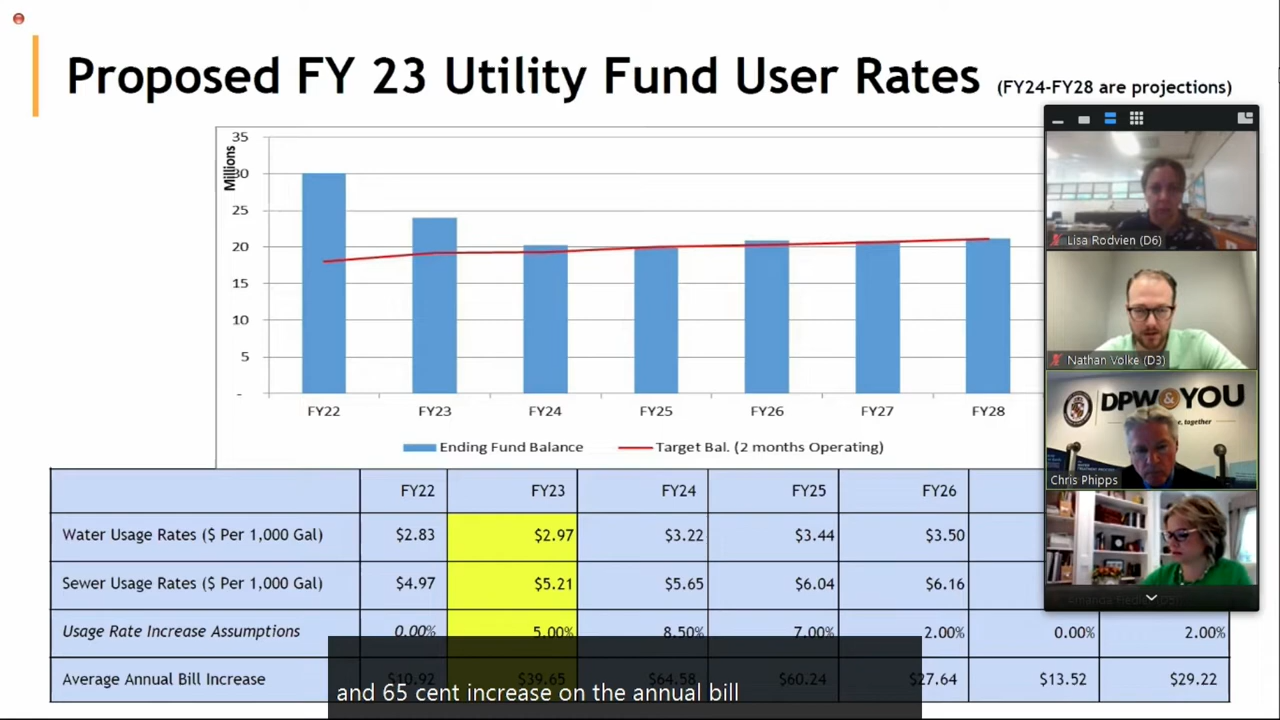 Proposed FY 23 Utility Fund User Rates (FY24-FY28 are projections)
Millions
35
30
25
20
15
10
5
-
FY22 FY23 FY24 FY25 FY26 FY27 FY28
Ending Fund Balance Target Bal. (2 months Operating)
Lisa Rodvien (D6)
Nathan Volke (D3)
DPW&YOU
together
Chris Phipps
FY22 FY23 FY24 FY25 FY26
Water Usage Rates ($ Per 1,000 Gal) $2.83 $2.97 $3.22 $3.44 $3.50
Sewer Usage Rates ($ Per 1,000 Gal) $4.97 $5.21 $5.65 $6.04 $6.16
Usage Rate Increase Assumptions 0.00% 5.00% 8.50% 7.00% 2.00% 0.00% 2.00%
Average Annual Bill Increase $10.92 $39.65 $64.58 $60.24 $27.64 $13.52 $29.22
and 65 cent increase on the annual bill